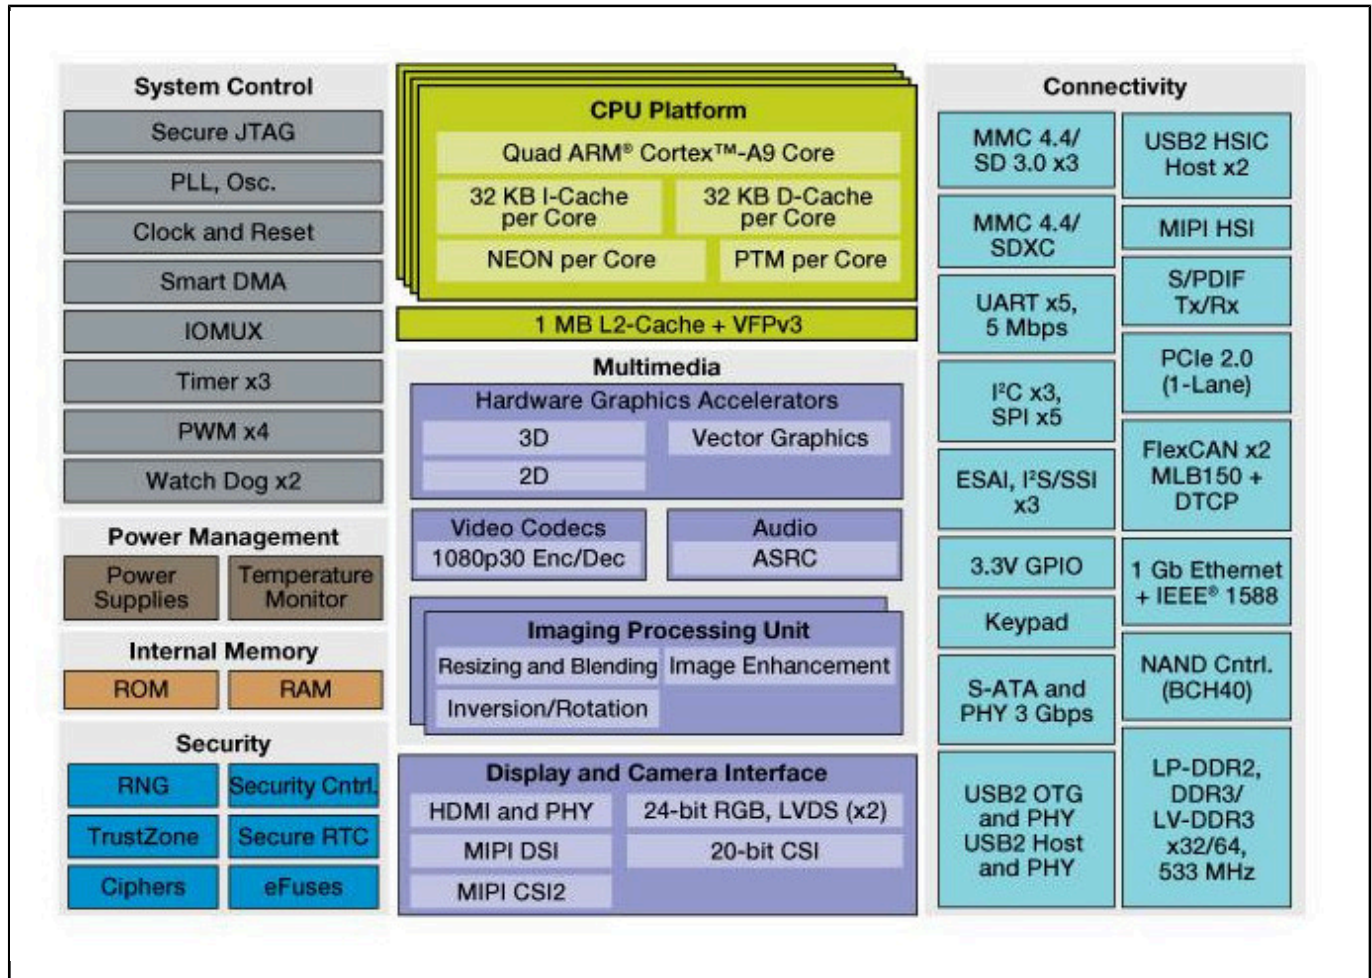 System Control
Secure JTAG
PLL, Osc.
Clock and Reset
Smart DMA
IOMUX
Timer x3
PWM x4
Watch Dog x2
Power Management
Power
Supplies
Temperature
Monitor
Internal Memory
ROM
RAM
Security
RNG
Security Cntrl.
TrustZone
Secure RTC
Ciphers
eFuses
CPU Platform
Quad ARM® Cortex™-A9 Core
32 KB I-Cache
per Core
32 KB D-Cache
per Core
NEON per Core
PTM per Core
1 MB L2-Cache + VFPv3
Multimedia
Hardware Graphics Accelerators
3D
Vector Graphics
2D
Video Codecs
1080p30 Enc/Dec
Audio
ASRC
Imaging Processing Unit
Resizing and Blending
Image Enhancement
Inversion/Rotation
Display and Camera Interface
HDMI and PHY
24-bit RGB, LVDS (x2)
MIPI DSI
20-bit CSI
MIPI CSI2
Connectivity
MMC 4.4/
SD 3.0 x3
MMC 4.4/
SDXC
UART x5,
5 Mbps
I²C x3,
SPI x5
ESAI, I²S/SSI
x3
3.3V GPIO
Keypad
S-ATA and
PHY 3 Gbps
USB2 OTG
and PHY
USB2 Host
and PHY
USB2 HSIC
Host x2
MIPI HSI
S/PDIF
Tx/Rx
PCIe 2.0
(1-Lane)
FlexCAN x2
MLB150 +
DTCP
1 Gb Ethernet
+ IEEE® 1588
NAND Cntrl.
(BCH40)
LP-DDR2,
DDR3/
LV-DDR3
x32/64,
533 MHz